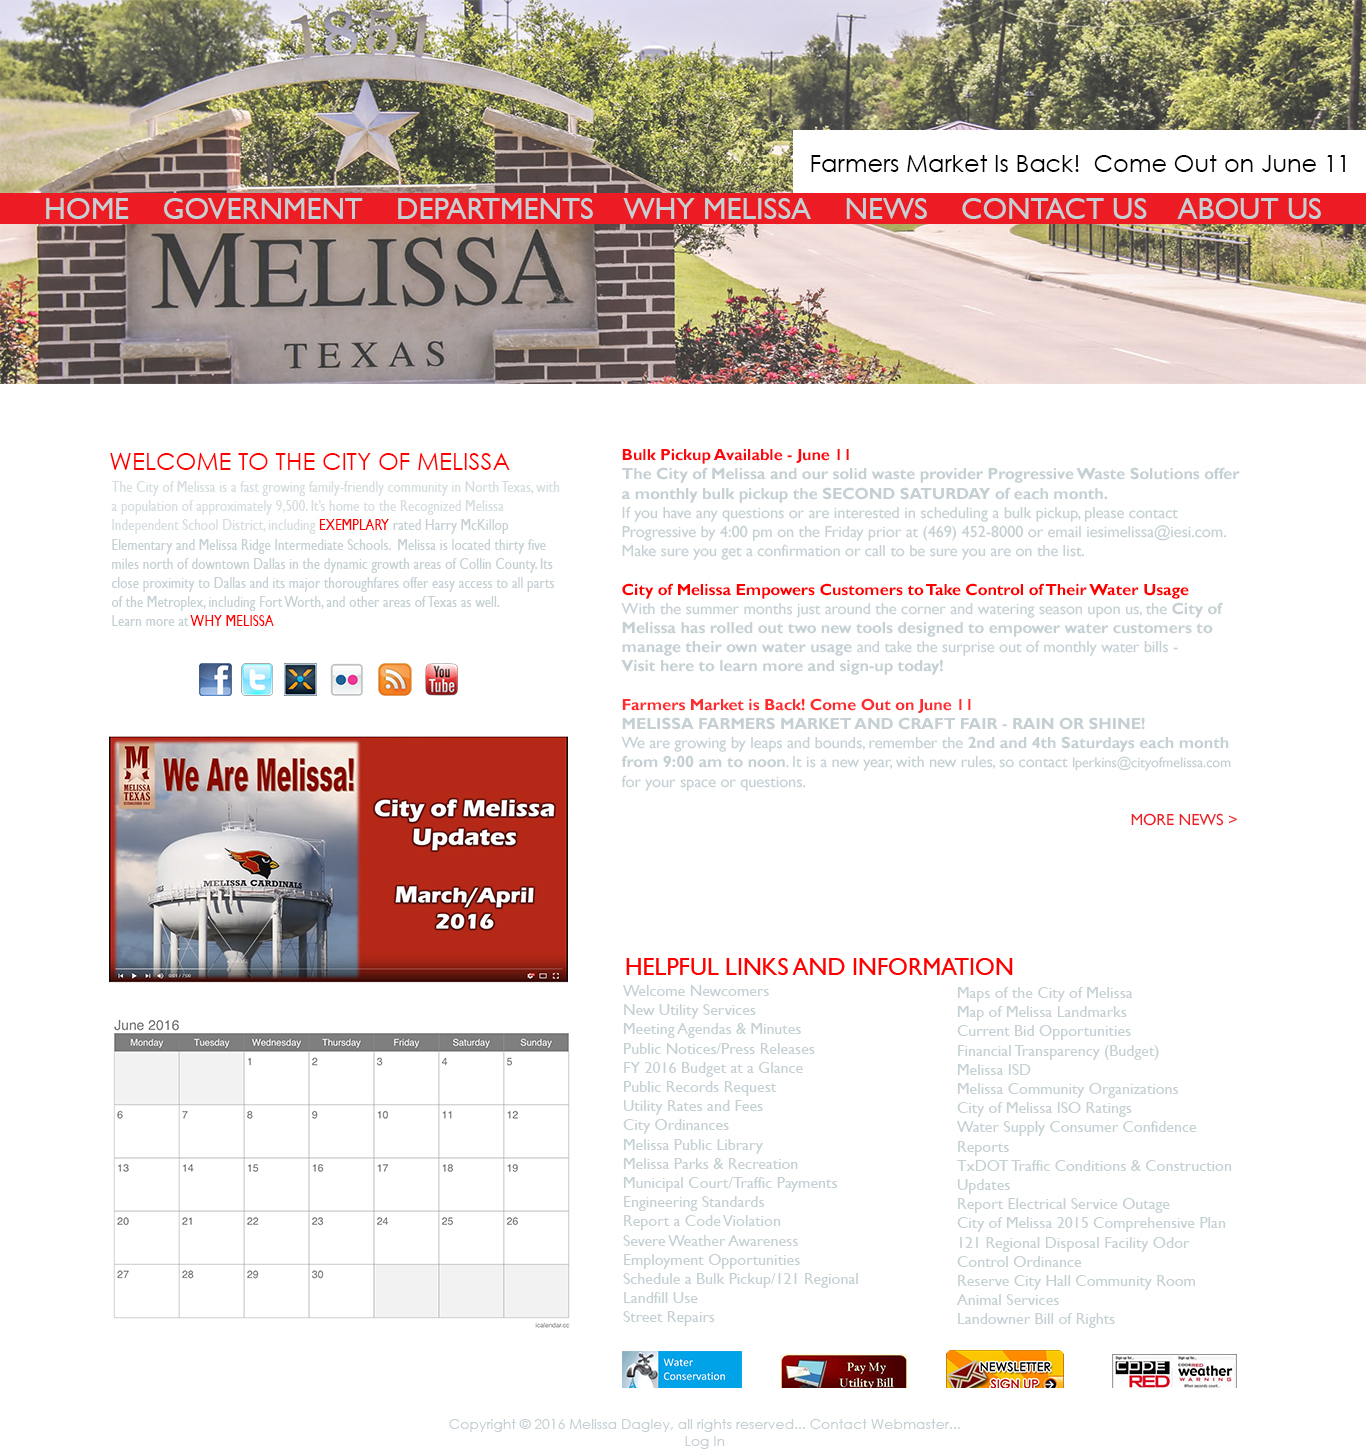 1851
Farmers Market Is Back!  Come Out on June 11
HOME GOVERNMENT DEPARTMENTS WHY MELISSA NEWS CONTACT US ABOUT US
MELISSA
TEXAS
WELCOME TO THE CITY OF MELISSA
The City of Melissa is a fast growing family-friendly community in North Texas, with
a population of approximately 9,500. It's home to the Recognized Melissa
Independent School District, including EXEMPLARY rated Harry McKillop
Elementary and Melissa Ridge Intermediate Schools.  Melissa is located thirty five
miles north of downtown Dallas in the dynamic growth areas of Collin County. Its
close proximity to Dallas and its major thoroughfares offer easy access to all parts
of the Metroplex, including Fort Worth, and other areas of Texas as well.
Learn more at WHY MELISSA
You
Tube
M
MELISSA
TEXAS
We Are Melissa!
MELISSA CARDINALS
City of Melissa
Updates
March/April
2016
0:01 / 7:00
June 2016
Monday Tuesday Wednesday Thursday Friday Saturday Sunday
1 2 3 4 5
6 7 8 9 10 11 12
13 14 15 16 17 18 19
20 21 22 23 24 25 26
27 28 29 30
icalendar.cc
Bulk Pickup Available - June 11
The City of Melissa and our solid waste provider Progressive Waste Solutions offer
a monthly bulk pickup the SECOND SATURDAY of each month.
If you have any questions or are interested in scheduling a bulk pickup, please contact
Progressive by 4:00 pm on the Friday prior at (469) 452-8000 or email iesimelissa@iesi.com.
Make sure you get a confirmation or call to be sure you are on the list.
City of Melissa Empowers Customers to Take Control of Their Water Usage
With the summer months just around the corner and watering season upon us, the City of
Melissa has rolled out two new tools designed to empower water customers to
manage their own water usage and take the surprise out of monthly water bills -
Visit here to learn more and sign-up today!
Farmers Market is Back! Come Out on June 11
MELISSA FARMERS MARKET AND CRAFT FAIR - RAIN OR SHINE!
We are growing by leaps and bounds, remember the 2nd and 4th Saturdays each month
from 9:00 am to noon. It is a new year, with new rules, so contact lperkins@cityofmelissa.com
for your space or questions.
MORE NEWS >
HELPFUL LINKS AND INFORMATION
Welcome Newcomers
New Utility Services
Meeting Agendas & Minutes
Public Notices/Press Releases
FY 2016 Budget at a Glance
Public Records Request
Utility Rates and Fees
City Ordinances
Melissa Public Library
Melissa Parks & Recreation
Municipal Court/Traffic Payments
Engineering Standards
Report a Code Violation
Severe Weather Awareness
Employment Opportunities
Schedule a Bulk Pickup/121 Regional
Landfill Use
Street Repairs
Maps of the City of Melissa
Map of Melissa Landmarks
Current Bid Opportunities
Financial Transparency (Budget)
Melissa ISD
Melissa Community Organizations
City of Melissa ISO Ratings
Water Supply Consumer Confidence
Reports
TxDOT Traffic Conditions & Construction
Updates
Report Electrical Service Outage
City of Melissa 2015 Comprehensive Plan
121 Regional Disposal Facility Odor
Control Ordinance
Reserve City Hall Community Room
Animal Services
Landowner Bill of Rights
Water
Conservation
Pay My
Utility Bill
NEWSLETTER
SIGN UP
Sign up for...
CODE
RED
Sign up for...
CODERED
weather
WARNING
When seconds count...
Copyright © 2016 Melissa Dagley, all rights reserved... Contact Webmaster...
Log In